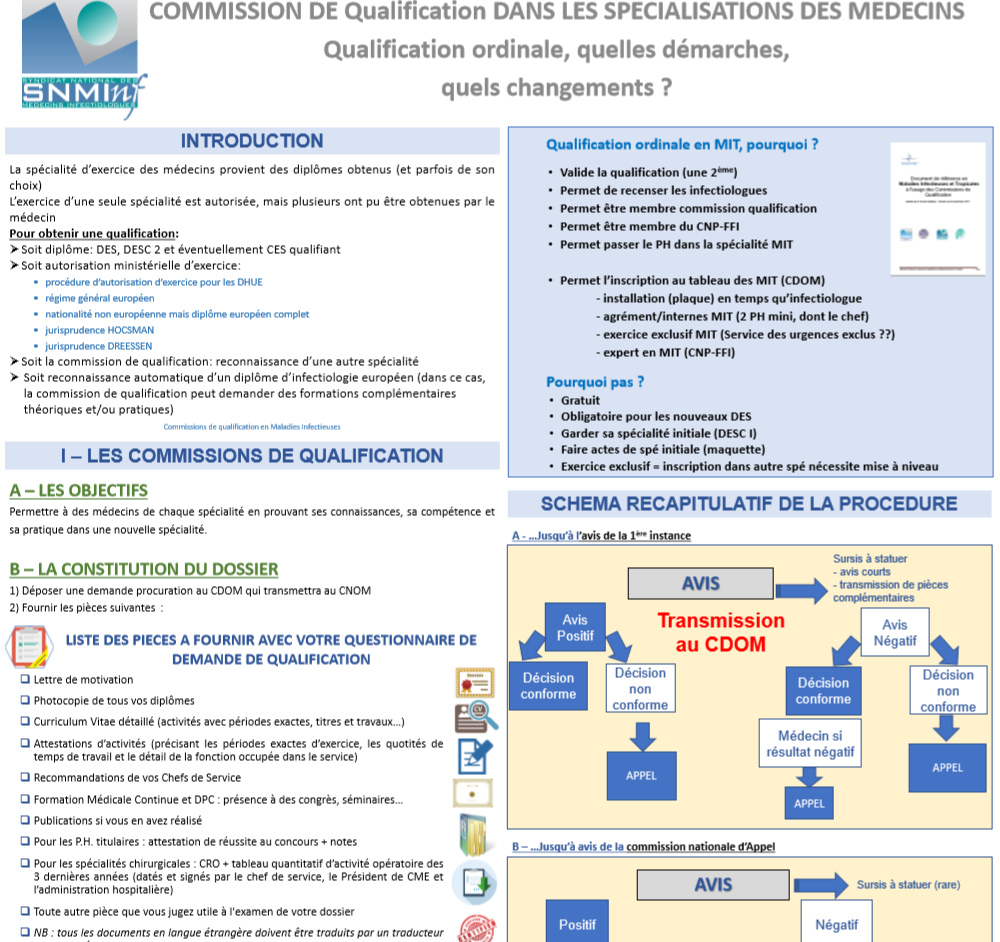 COMMISSION DE Qualification DANS LES SPECIALISATIONS DES MEDECINS
Qualification ordinale, quelles démarches,
quels changements ?
SYNDICAT NATIONAL DES
SNMInf
MEDECINS INFECTIOLOGUES
INTRODUCTION
La spécialité d'exercice des médecins provient des diplômes obtenus (et parfois de son
choix)
L'exercice d'une seule spécialité est autorisée, mais plusieurs ont pu être obtenues par le
médecin
Pour obtenir une qualification:
➢ Soit diplôme: DES, DESC 2 et éventuellement CES qualifiant
➢ Soit autorisation ministérielle d'exercice:
▪ procédure d'autorisation d'exercice pour les DHUE
▪ régime général européen
▪ nationalité non européenne mais diplôme européen complet
▪ jurisprudence HOCSMAN
▪ jurisprudence DREESSEN
➢ Soit la commission de qualification: reconnaissance d'une autre spécialité
➢ Soit reconnaissance automatique d'un diplôme d'infectiologie européen (dans ce cas,
la commission de qualification peut demander des formations complémentaires
théoriques et/ou pratiques)
Commissions de qualification en Maladies Infectieuses
I – LES COMMISSIONS DE QUALIFICATION
A – LES OBJECTIFS
Permettre à des médecins de chaque spécialité en prouvant ses connaissances, sa compétence et
sa pratique dans une nouvelle spécialité.
B – LA CONSTITUTION DU DOSSIER
1) Déposer une demande procuration au CDOM qui transmettra au CNOM
2) Fournir les pièces suivantes :
LISTE DES PIECES A FOURNIR AVEC VOTRE QUESTIONNAIRE DE
DEMANDE DE QUALIFICATION
❑ Lettre de motivation
❑ Photocopie de tous vos diplômes
❑ Curriculum Vitae détaillé (activités avec périodes exactes, titres et travaux…)
❑ Attestations d'activités (précisant les périodes exactes d'exercice, les quotités de
temps de travail et le détail de la fonction occupée dans le service)
❑ Recommandations de vos Chefs de Service
❑ Formation Médicale Continue et DPC : présence à des congrès, séminaires…
❑ Publications si vous en avez réalisé
❑ Pour les P.H. titulaires : attestation de réussite au concours + notes
❑ Pour les spécialités chirurgicales : CRO + tableau quantitatif d'activité opératoire des
3 dernières années (datés et signés par le chef de service, le Président de CME et
l'administration hospitalière)
❑ Toute autre pièce que vous jugez utile à l'examen de votre dossier
❑ NB : tous les documents en langue étrangère doivent être traduits par un traducteur
CV
Qualification ordinale en MIT, pourquoi ?
• Valide la qualification (une 2ème)
• Permet de recenser les infectiologues
• Permet être membre commission qualification
• Permet être membre du CNP-FFI
• Permet passer le PH dans la spécialité MIT
• Permet l'inscription au tableau des MIT (CDOM)
- installation (plaque) en temps qu'infectiologue
- agrément/internes MIT (2 PH mini, dont le chef)
- exercice exclusif MIT (Service des urgences exclus ??)
- expert en MIT (CNP-FFI)
Pourquoi pas ?
• Gratuit
• Obligatoire pour les nouveaux DES
• Garder sa spécialité initiale (DESC I)
• Faire actes de spé initiale (maquette)
• Exercice exclusif = inscription dans autre spé nécessite mise à niveau
Document de référence en
Maladies Infectieuses et Tropicales
à l'usage des Commissions de
Qualification
SCHEMA RECAPITULATIF DE LA PROCEDURE
A - …Jusqu'à l'avis de la 1ère instance
AVIS
Sursis à statuer
- avis courts
- transmission de pièces
complémentaires
Transmission
au CDOM
Avis
Positif
Décision
conforme
Décision
non
conforme
APPEL
Avis
Négatif
Décision
conforme
Décision
non
conforme
Médecin si
résultat négatif
APPEL
APPEL
B – …Jusqu'à avis de la commission nationale d'Appel
AVIS
Sursis à statuer (rare)
Positif
Négatif